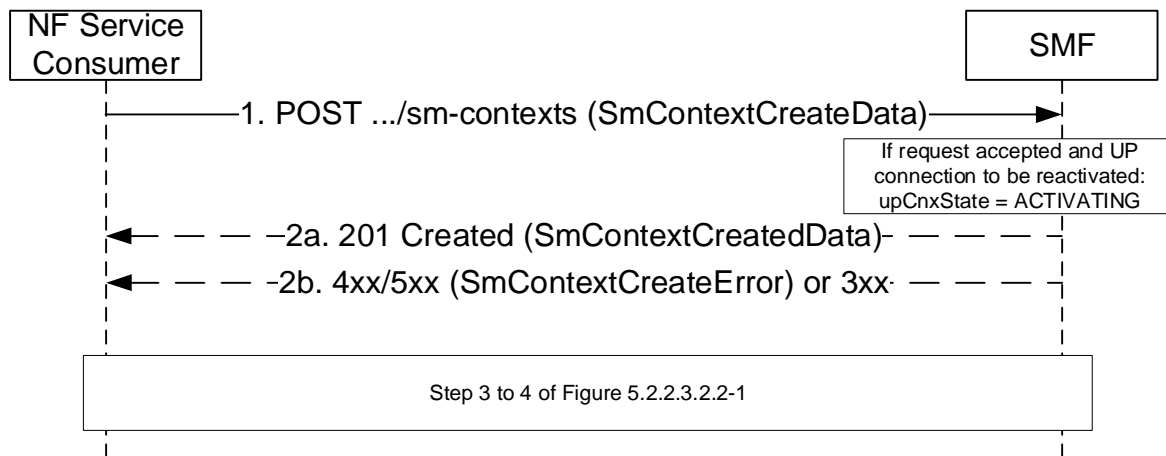 NF Service
Consumer
SMF
1. POST .../sm-contexts (SmContextCreateData)
If request accepted and UP
connection to be reactivated:
upCnxState = ACTIVATING
2a. 201 Created (SmContextCreatedData)
2b. 4xx/5xx (SmContextCreateError) or 3xx
Step 3 to 4 of Figure 5.2.2.3.2.2-1